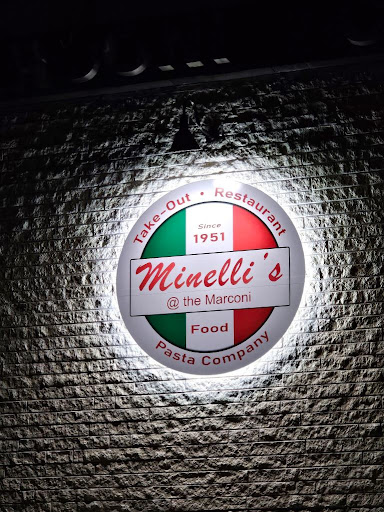 Take-Out • Restaurant
Since
1951
Minelli's
@ the Marconi
Food
Pasta Company